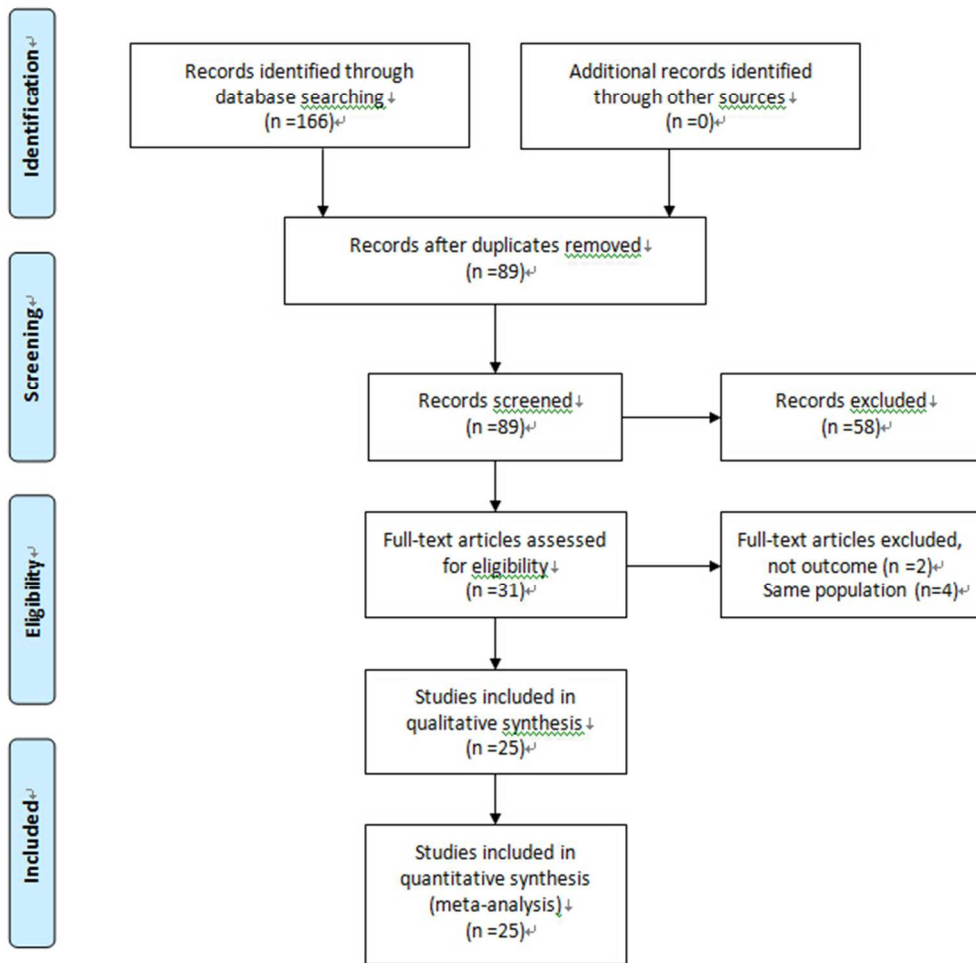 Identification↵
Records identified through
database searching↓
(n =166)↵
Additional records identified
through other sources↓
(n =0)↵
Records after duplicates removed↓
(n =89)↵
Screening↵
Records screened↓
(n =89)↵
Records excluded↓
(n =58)↵
Eligibility↵
Full-text articles assessed
for eligibility↓
(n =31)↵
Full-text articles excluded,
not outcome (n =2)↵
Same population (n=4)↵
Studies included in
qualitative synthesis↓
(n =25)↵
Included↵
Studies included in
quantitative synthesis
(meta-analysis)↓
(n =25)↵